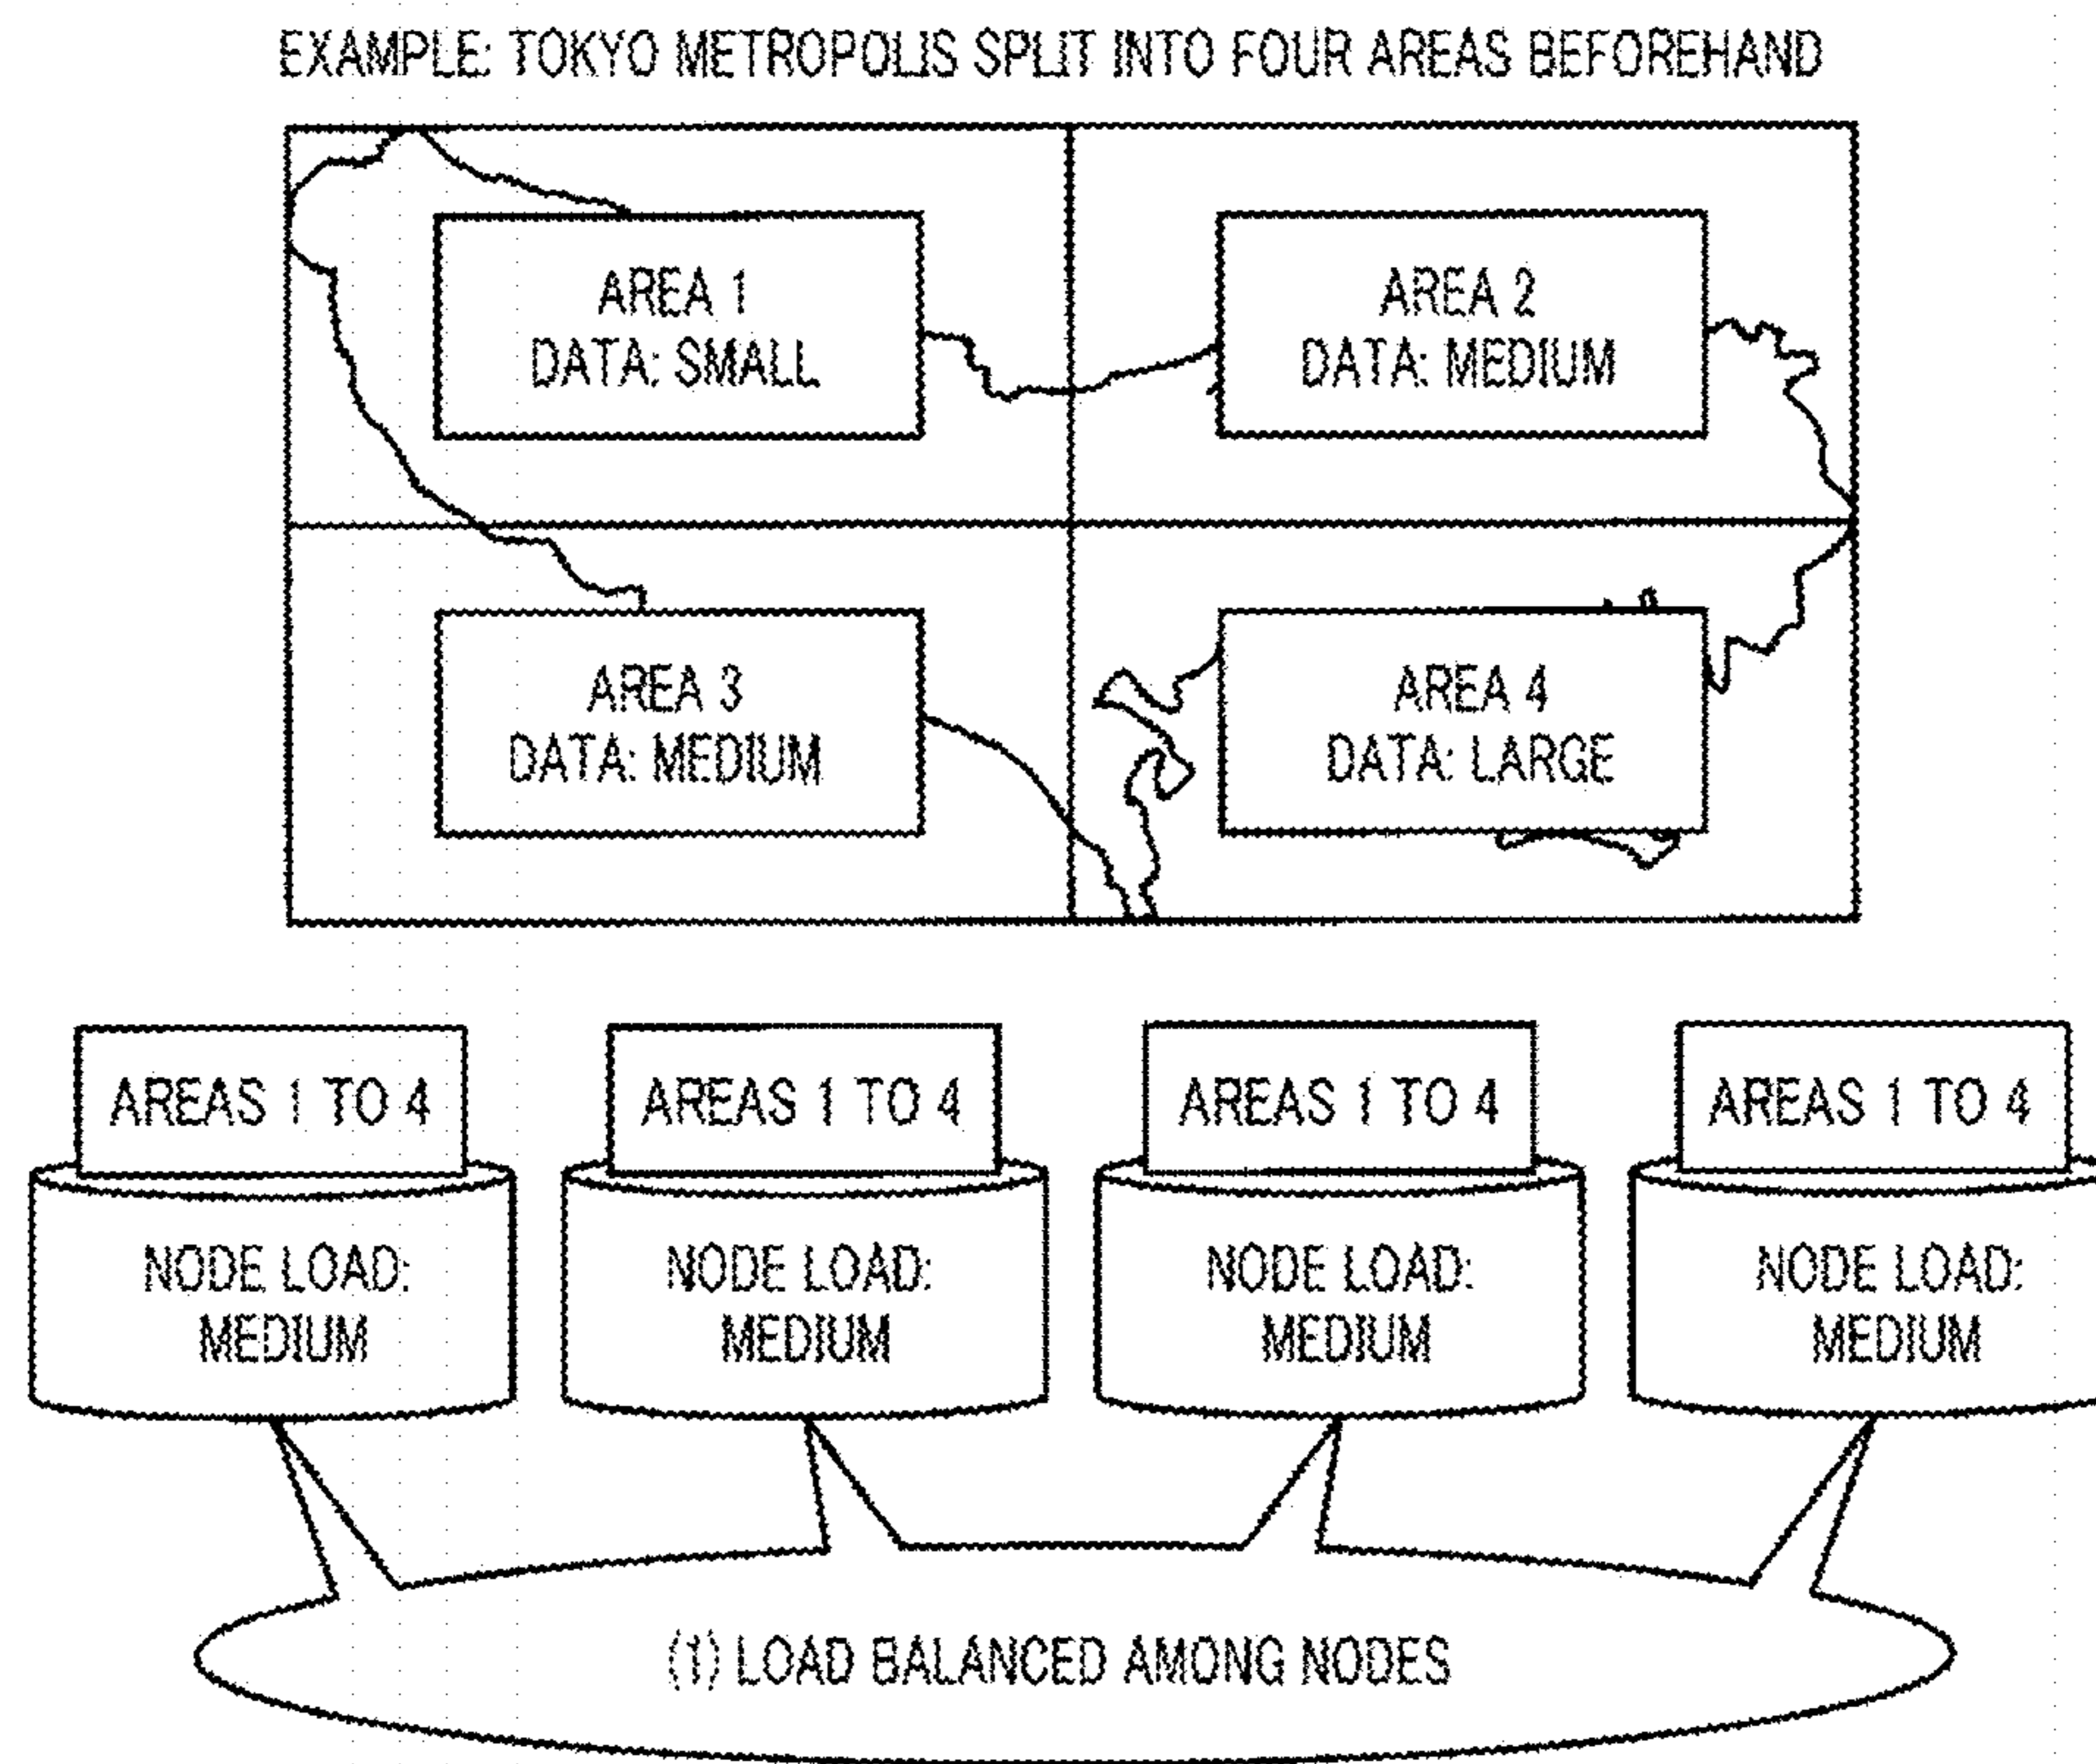 EXAMPLE: TOKYO METROPOLIS SPLIT INTO FOUR AREAS BEFOREHAND
AREA 1
DATA: SMALL
AREA 2
DATA: MEDIUM
AREA 3
DATA: MEDIUM
AREA 4
DATA: LARGE
AREAS 1 TO 4
AREAS 1 TO 4
AREAS 1 TO 4
AREAS 1 TO 4
NODE LOAD:
MEDIUM
NODE LOAD:
MEDIUM
NODE LOAD:
MEDIUM
NODE LOAD:
MEDIUM
(1) LOAD BALANCED AMONG NODES